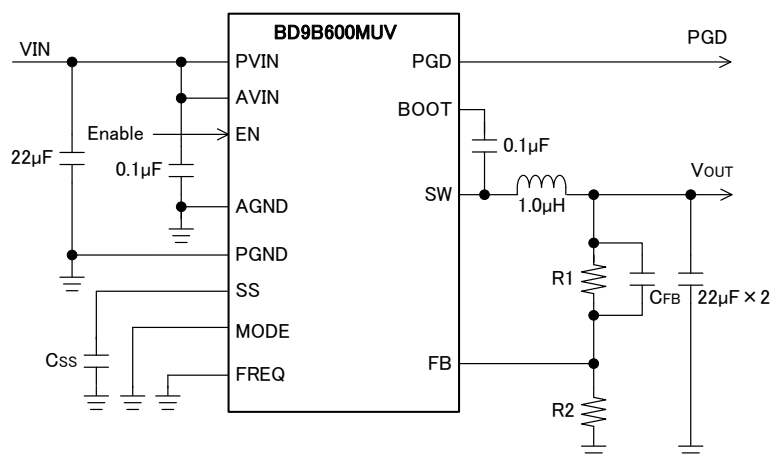 BD9B600MUV
VIN
PGD
PVIN
PGD
AVIN
BOOT
Enable
EN
22μF
0.1μF
0.1μF
VOUT
SW
AGND
1.0μH
PGND
SS
R1
CFB
22μF×2
MODE
CSS
FB
FREQ
R2